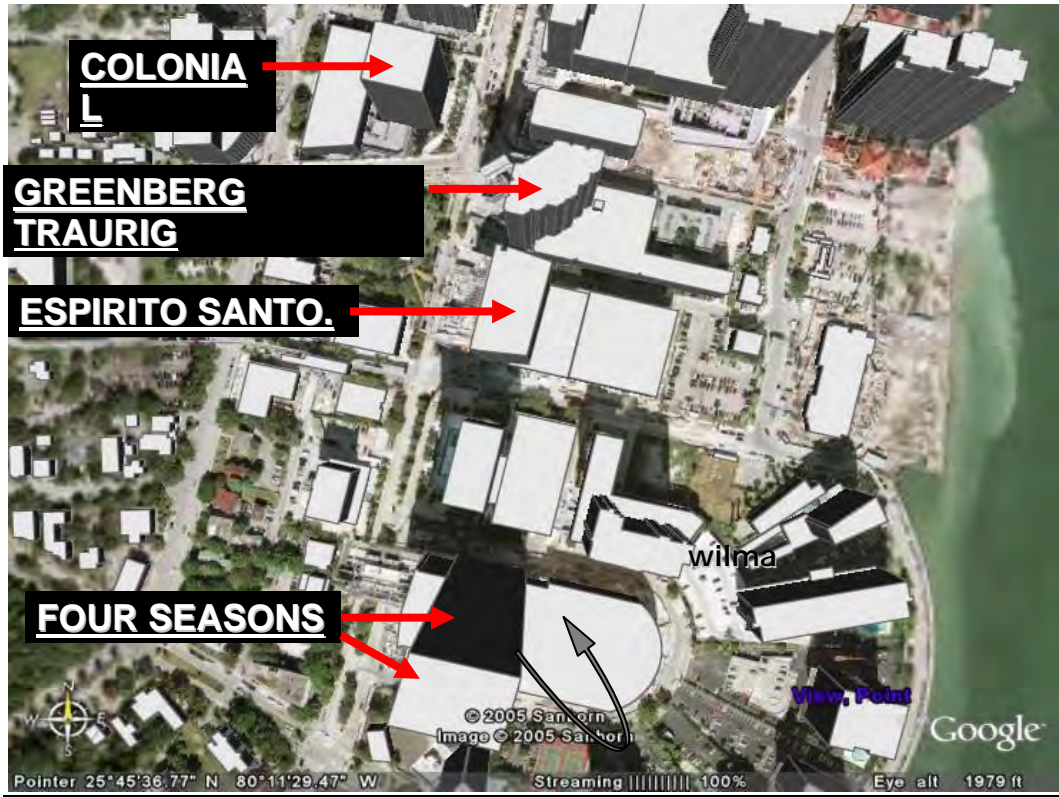 COLONIA
L
GREENBERG
TRAURIG
ESPIRITO SANTO.
wilma
FOUR SEASONS
View, Point
N
W E
S
© 2005 Sanborn
Image © 2005 Sanborn
Google
Pointer 25°45'36.77" N 80°11'29.47" W Streaming |||||||||| 100% Eye alt 1979 ft